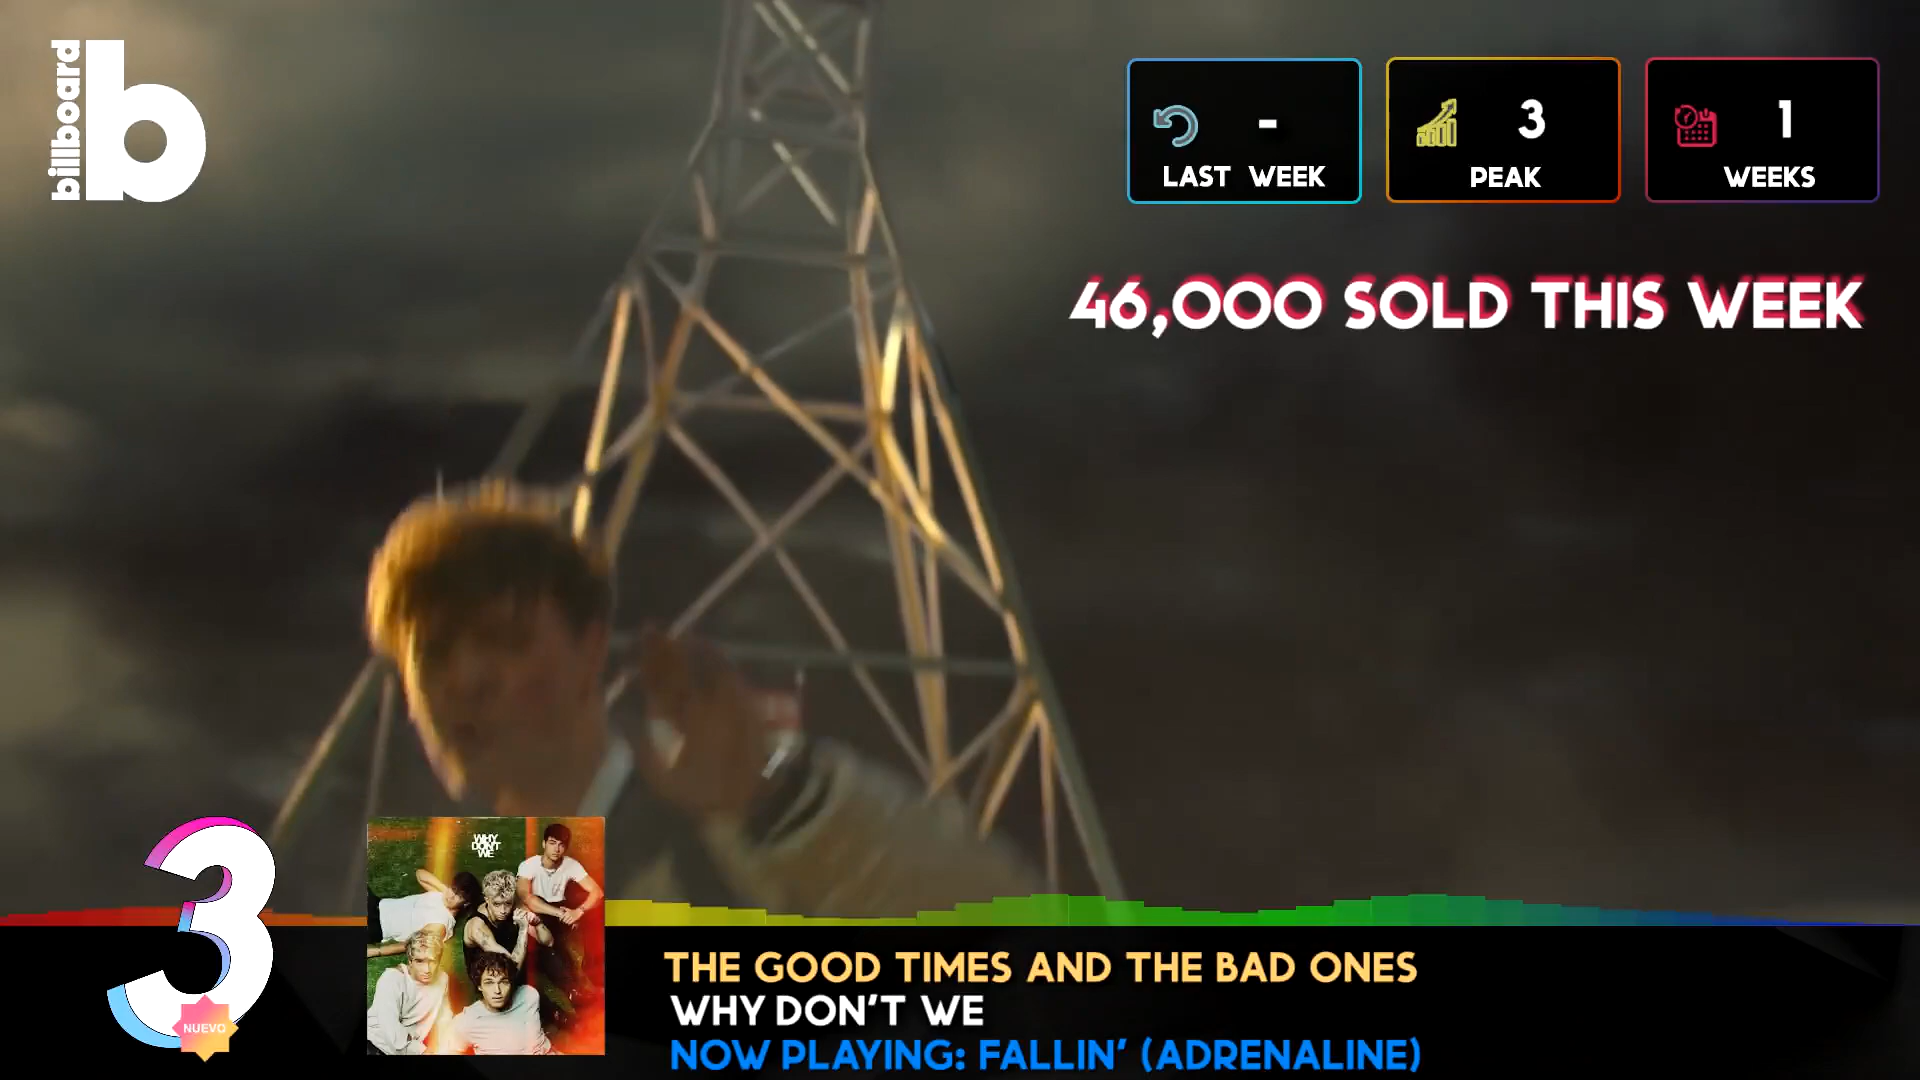 billboard
b
-
LAST WEEK
3
PEAK
1
WEEKS
46,000 SOLD THIS WEEK
3
NUEVO
WHY
DON'T
WE
THE GOOD TIMES AND THE BAD ONES
WHY DON'T WE
NOW PLAYING: FALLIN' (ADRENALINE)